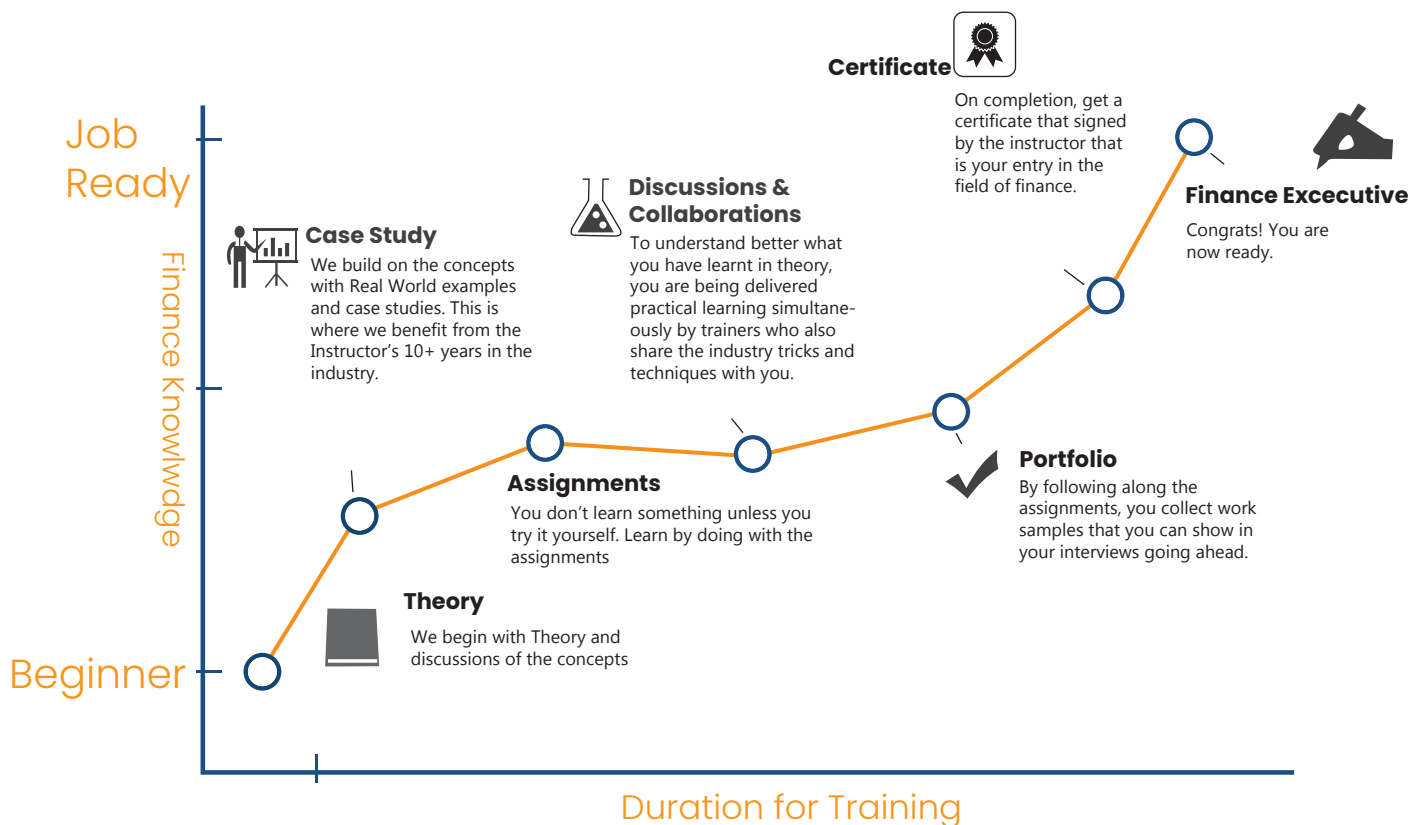 Certificate
On completion, get a
certificate that signed
by the instructor that
is your entry in the
field of finance.
Job
Ready
Finance Excecutive
Congrats! You are
now ready.
Discussions &
Collaborations
To understand better what
you have learnt in theory,
you are being delivered
practical learning simultane-
ously by trainers who also
share the industry tricks and
techniques with you.
Case Study
We build on the concepts
with Real World examples
and case studies. This is
where we benefit from the
Instructor’s 10+ years in the
industry.
Finance Knowlwdge
Assignments
You don’t learn something unless you
try it yourself. Learn by doing with the
assignments
Portfolio
By following along the
assignments, you collect work
samples that you can show in
your interviews going ahead.
Theory
We begin with Theory and
discussions of the concepts
Beginner
Duration for Training